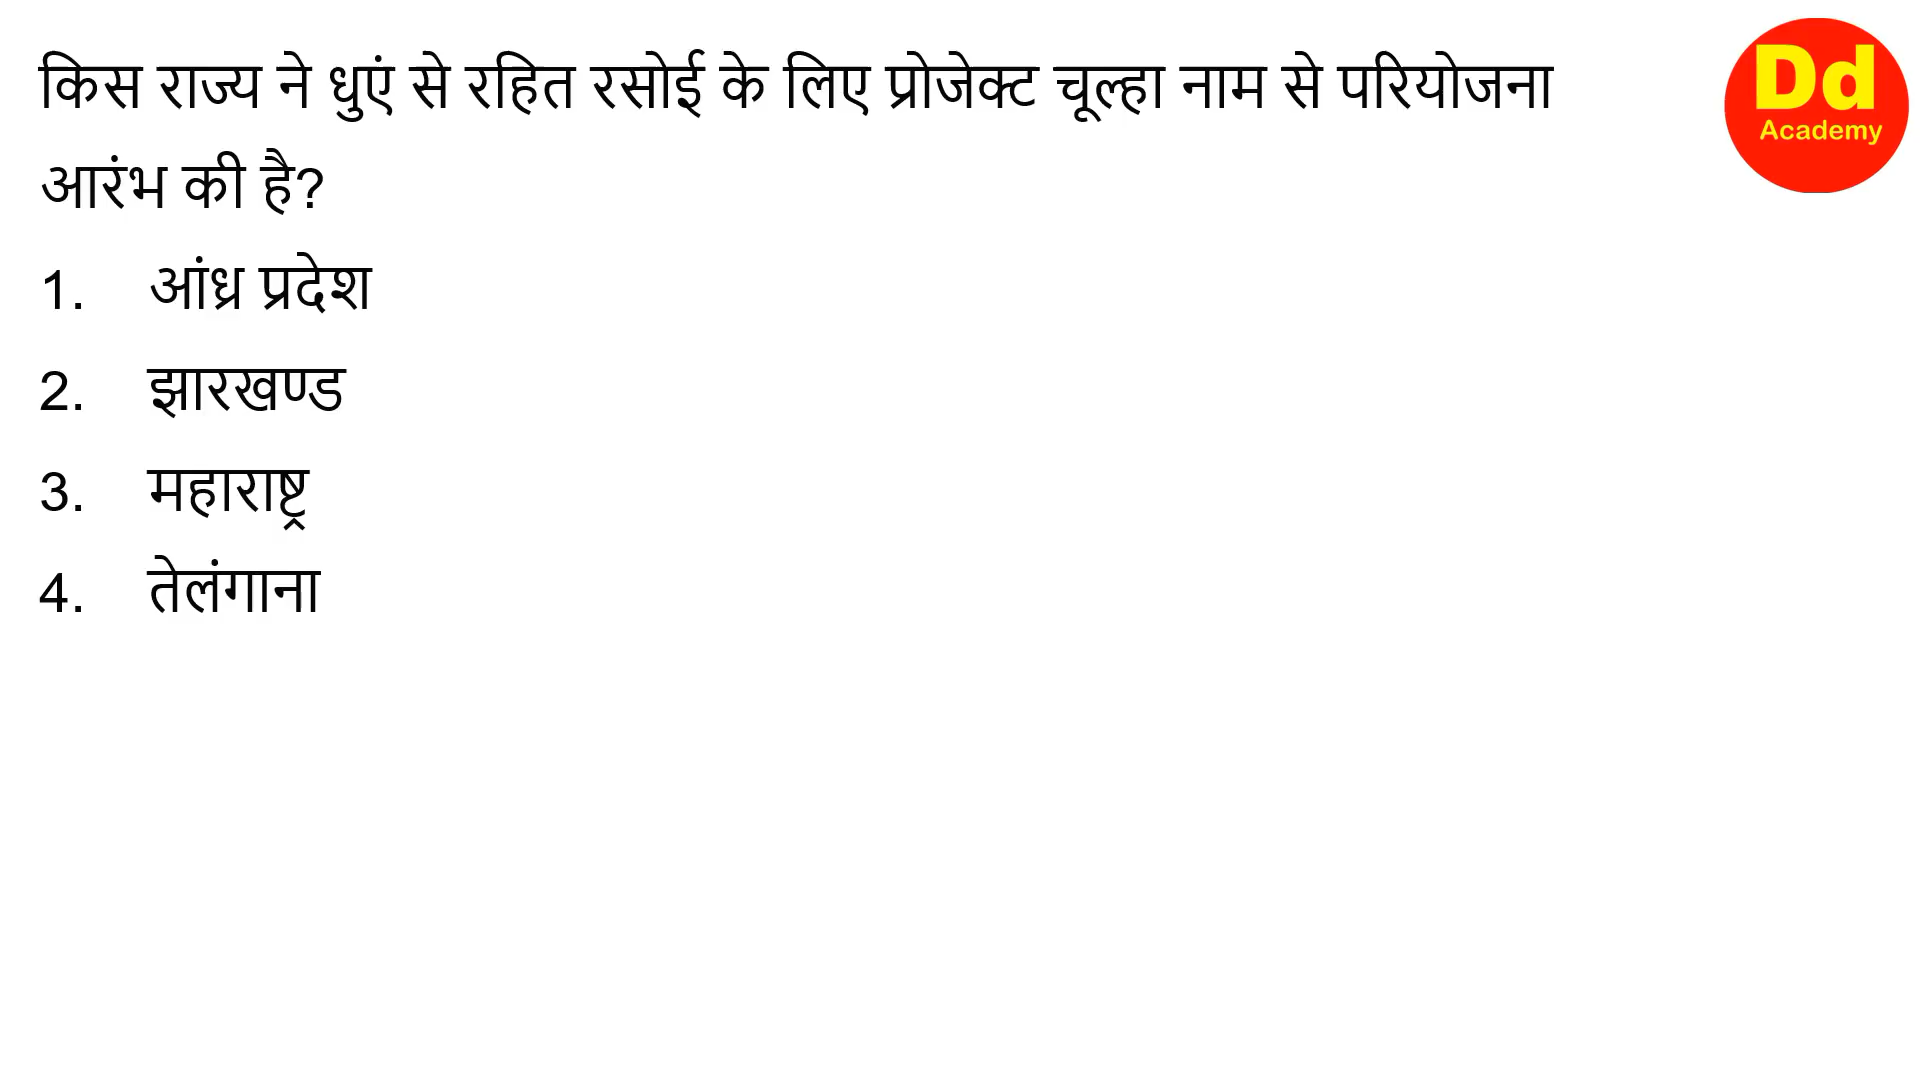 किस राज्य ने धुएं से रहित रसोई के लिए प्रोजेक्ट चूल्हा नाम से परियोजना
आरंभ की है?
1. आंध्र प्रदेश
2. झारखण्ड
3. महाराष्ट्र
4. तेलंगाना
Dd
Academy